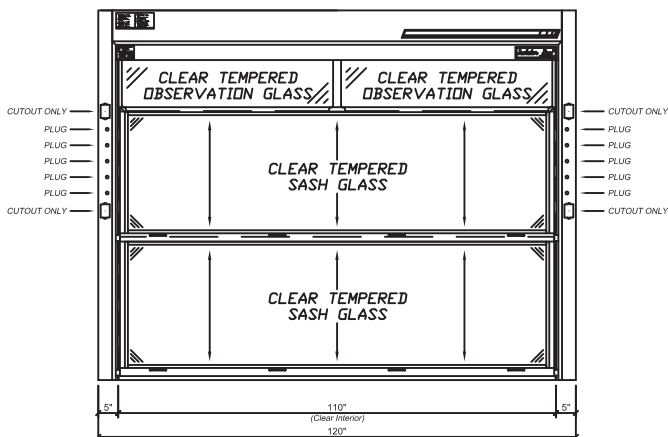 CLEAR TEMPERED
OBSERVATION GLASS
CLEAR TEMPERED
OBSERVATION GLASS
CUTOUT ONLY
PLUG
PLUG
PLUG
PLUG
PLUG
CUTOUT ONLY
CLEAR TEMPERED
SASH GLASS
CLEAR TEMPERED
SASH GLASS
CUTOUT ONLY
PLUG
PLUG
PLUG
PLUG
PLUG
CUTOUT ONLY
5"
110"
(Clear Interior)
5"
120"